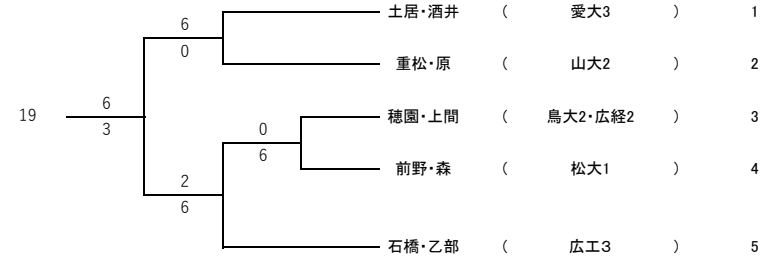 土居・酒井 ( 愛大3 ) 1
6
0
重松・原 ( 山大2 ) 2
19
6
3
穂園・上間 ( 鳥大2・広経2 ) 3
0
6
前野・森 ( 松大1 ) 4
2
6
石橋・乙部 ( 広工3 ) 5